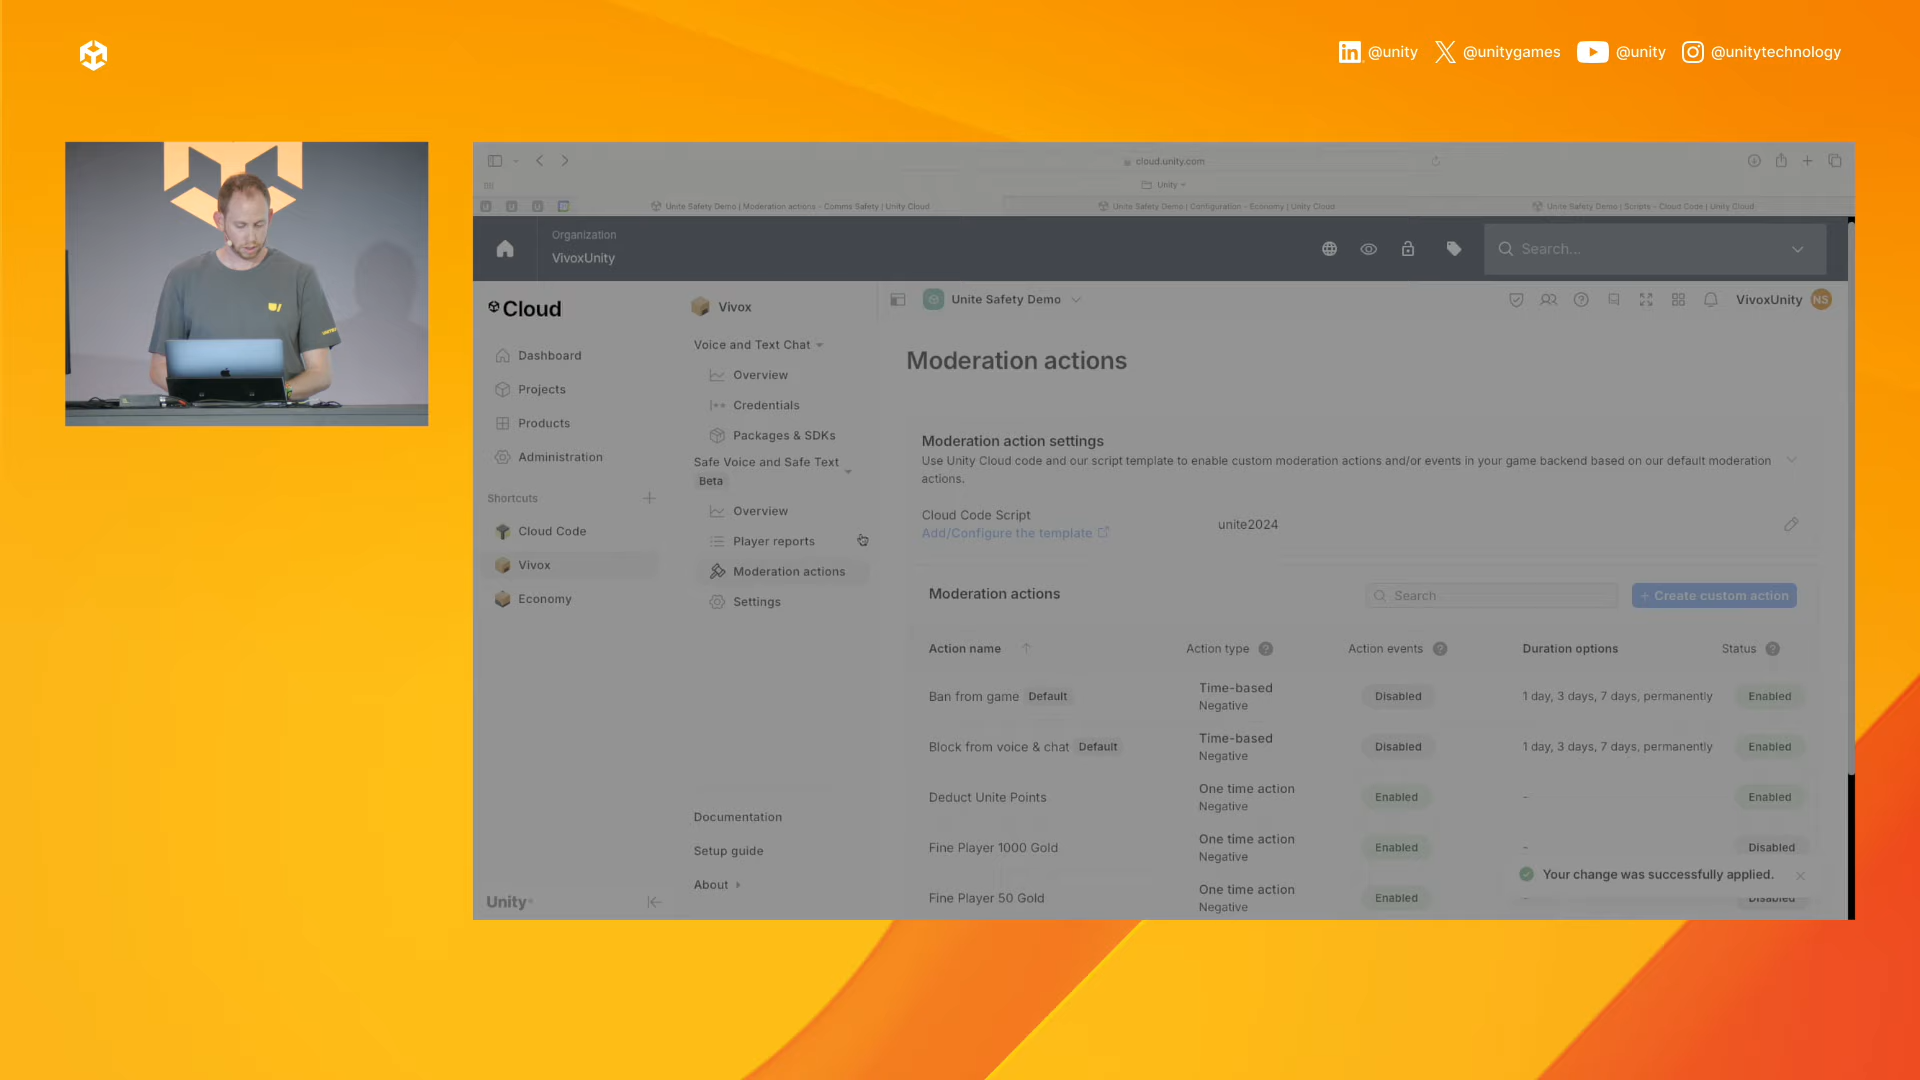 @unity
@unitygames
@unity
@unitytechnology
cloud.unity.com
Unity
Unite Safety Demo | Moderation actions - Comms Safety | Unity Cloud
Unite Safety Demo | Configuration - Economy | Unity Cloud
Unite Safety Demo | Scripts - Cloud Code | Unity Cloud
Organization
VivoxUnity
Search...
Cloud
Vivox
Unite Safety Demo
VivoxUnity
NS
Dashboard
Projects
Products
Administration
Shortcuts
Cloud Code
Vivox
Economy
Unity
Voice and Text Chat
Overview
Credentials
Packages & SDKs
Safe Voice and Safe Text
Beta
Overview
Player reports
Moderation actions
Settings
Documentation
Setup guide
About
Moderation actions
Moderation action settings
Use Unity Cloud code and our script template to enable custom moderation actions and/or events in your game backend based on our default moderation
actions.
Cloud Code Script
Add/Configure the template
unite2024
Moderation actions
Search
+ Create custom action
Action name Action type Action events Duration options Status
Ban from game Default Time-based Negative Disabled 1 day, 3 days, 7 days, permanently Enabled
Block from voice & chat Default Time-based Negative Disabled 1 day, 3 days, 7 days, permanently Enabled
Deduct Unite Points One time action Negative Enabled - Enabled
Fine Player 1000 Gold One time action Negative Enabled - Disabled
Your change was successfully applied.
Fine Player 50 Gold One time action Negative Enabled - Disabled